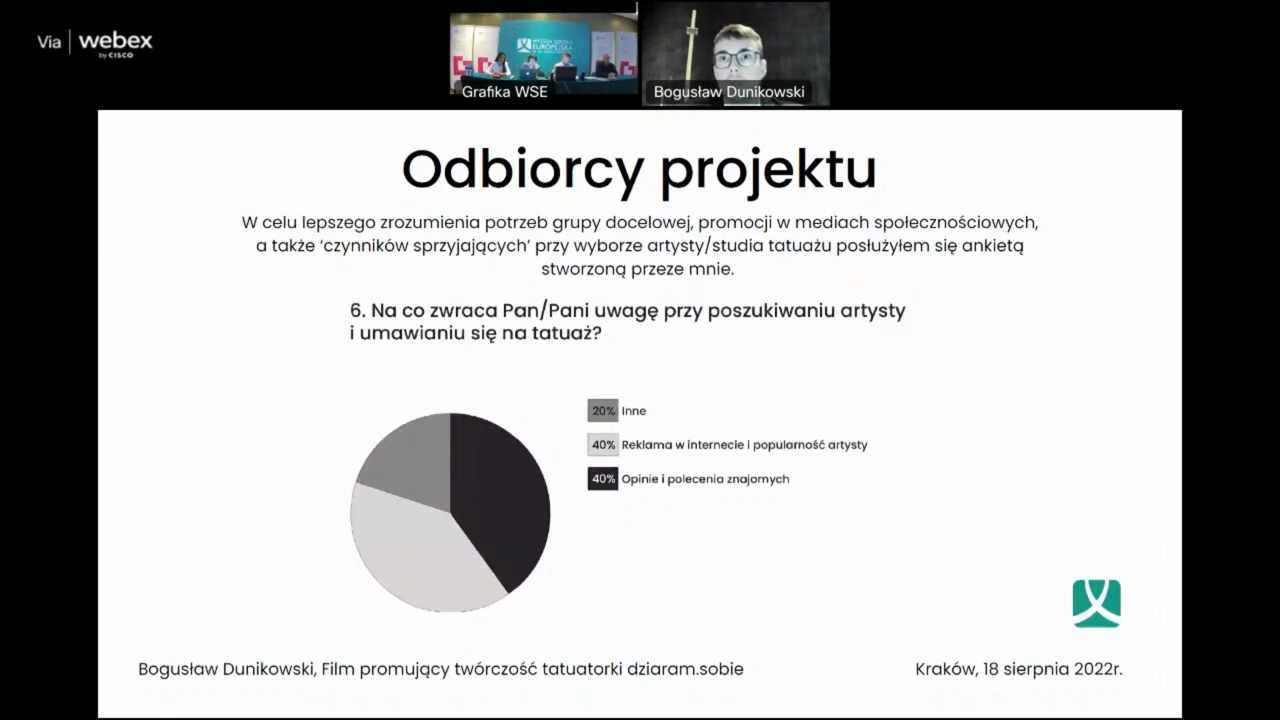 Via | webex
by CISCO
WYŻSZA SZKOŁA
EUROPEJSKA
Grafika WSE
Bogusław Dunikowski
Odbiorcy projektu
W celu lepszego zrozumienia potrzeb grupy docelowej, promocji w mediach społecznościowych,
a także ‘czynników sprzyjających’ przy wyborze artysty/studia tatuażu posłużyłem się ankietą
stworzoną przeze mnie.
6. Na co zwraca Pan/Pani uwagę przy poszukiwaniu artysty
i umawianiu się na tatuaż?
20% Inne
40% Reklama w internecie i popularność artysty
40% Opinie i polecenia znajomych
Bogusław Dunikowski, Film promujący twórczość tatuatorki dziaram.sobie
Kraków, 18 sierpnia 2022r.